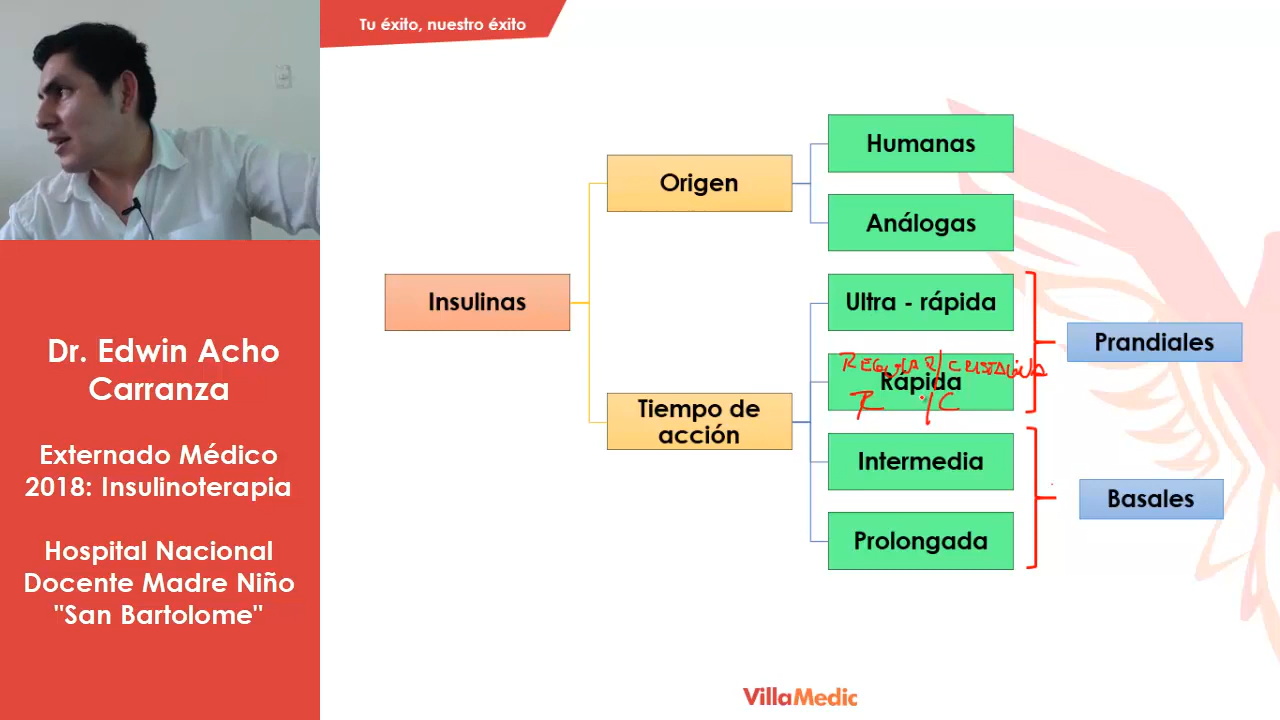 Tu éxito, nuestro éxito
Dr. Edwin Acho
Carranza
Externado Médico
2018: Insulinoterapia
Hospital Nacional
Docente Madre Niño
"San Bartolome"
Insulinas
Origen
Humanas
Análogas
Tiempo de
acción
Ultra - rápida
REGULAR/CRISTALINA
Rápida
R / C
Intermedia
Prolongada
Prandiales
Basales
VillaMedic